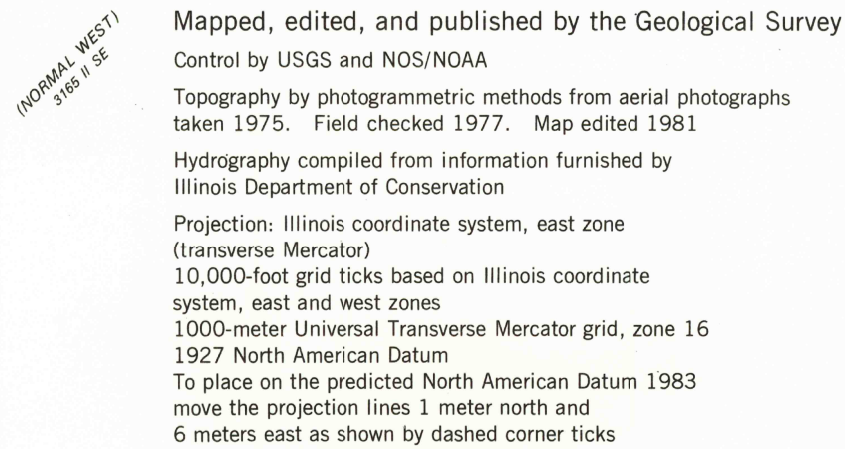 (NORMAL WEST)
3165 II SE
Mapped, edited, and published by the Geological Survey
Control by USGS and NOS/NOAA
Topography by photogrammetric methods from aerial photographs
taken 1975. Field checked 1977. Map edited 1981
Hydrography compiled from information furnished by
Illinois Department of Conservation
Projection: Illinois coordinate system, east zone
(transverse Mercator)
10,000-foot grid ticks based on Illinois coordinate
system, east and west zones
1000-meter Universal Transverse Mercator grid, zone 16
1927 North American Datum
To place on the predicted North American Datum 1983
move the projection lines 1 meter north and
6 meters east as shown by dashed corner ticks